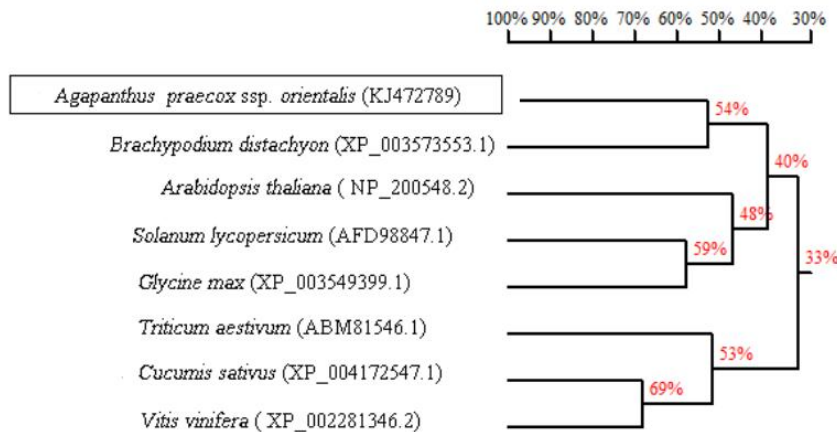 100% 90% 80% 70% 60% 50% 40% 30%
Agapanthus praecox ssp. orientalis (KJ472789)
54%
Brachypodium distachyon (XP_003573553.1)
40%
Arabidopsis thaliana ( NP_200548.2)
48%
Solanum lycopersicum (AFD98847.1)
59%
33%
Glycine max (XP_003549399.1)
Triticum aestivum (ABM81546.1)
53%
Cucumis sativus (XP_004172547.1)
69%
Vitis vinifera ( XP_002281346.2)